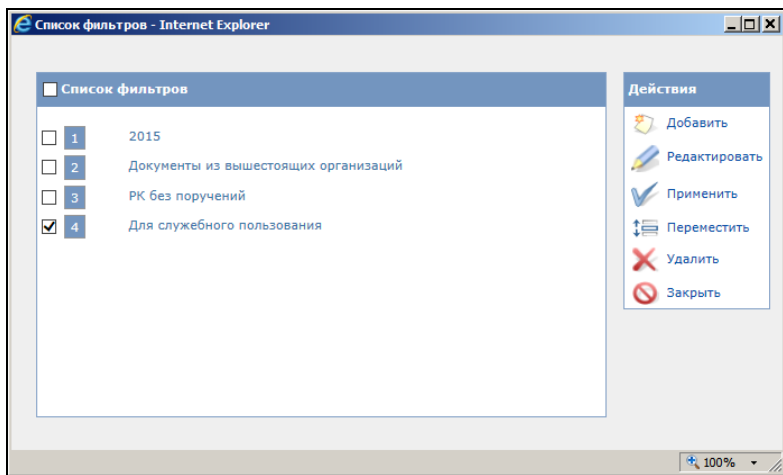 Список фильтров - Internet Explorer
Список фильтров
1 2015
2 Документы из вышестоящих организаций
3 РК без поручений
4 Для служебного пользования
Действия
Добавить
Редактировать
Применить
Переместить
Удалить
Закрыть
100%